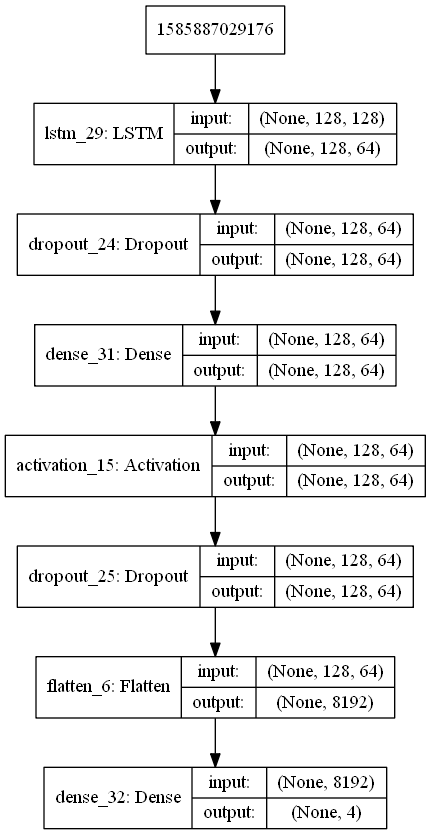 1585887029176
lstm_29: LSTM
input: (None, 128, 128)
output: (None, 128, 64)
dropout_24: Dropout
input: (None, 128, 64)
output: (None, 128, 64)
dense_31: Dense
input: (None, 128, 64)
output: (None, 128, 64)
activation_15: Activation
input: (None, 128, 64)
output: (None, 128, 64)
dropout_25: Dropout
input: (None, 128, 64)
output: (None, 128, 64)
flatten_6: Flatten
input: (None, 128, 64)
output: (None, 8192)
dense_32: Dense
input: (None, 8192)
output: (None, 4)